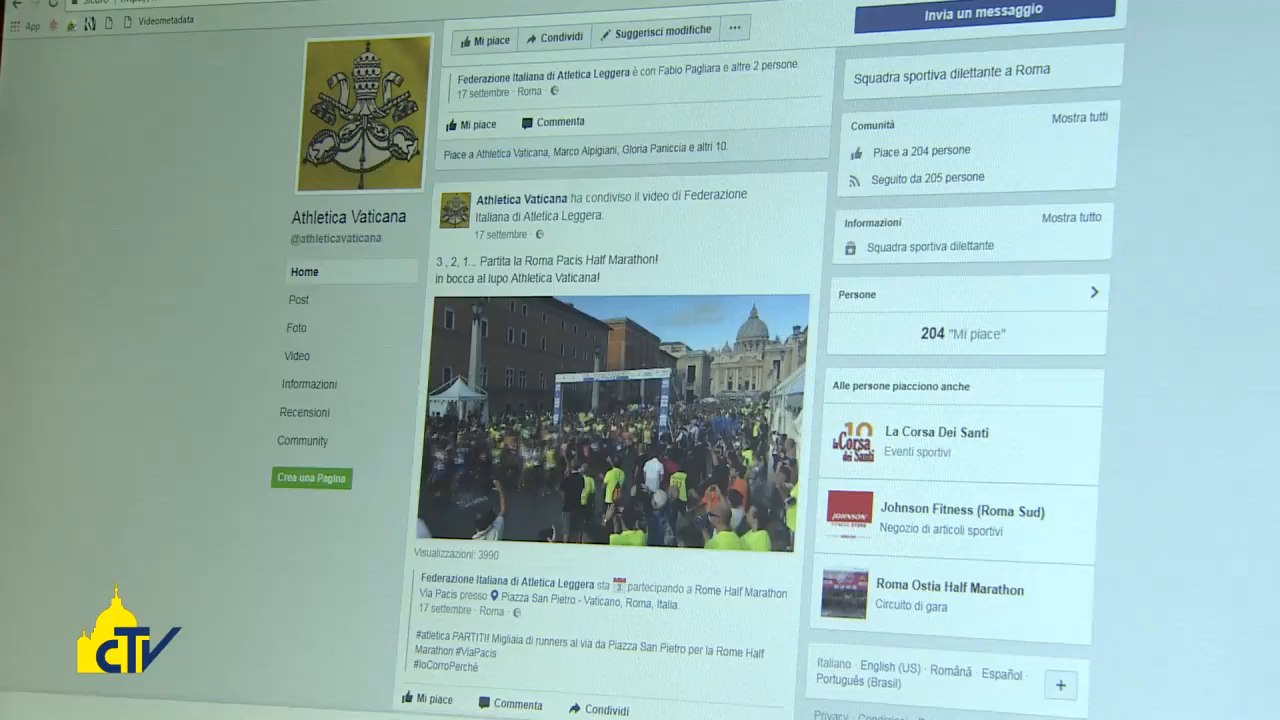 App
Videometadata
Athletica Vaticana
@athleticavaticana
Home
Post
Foto
Video
Informazioni
Recensioni
Community
Crea una Pagina
Mi piace
Condividi
Suggerisci modifiche
Federazione Italiana di Atletica Leggera è con Fabio Pagliara e altre 2 persone.
17 settembre · Roma ·
Mi piace
Commenta
Piace a Athletica Vaticana, Marco Alpigiani, Gloria Paniccia e altri 10.
Athletica Vaticana ha condiviso il video di Federazione
Italiana di Atletica Leggera.
17 settembre ·
3 , 2, 1... Partita la Roma Pacis Half Marathon!
in bocca al lupo Athletica Vaticana!
Visualizzazioni: 3990
Federazione Italiana di Atletica Leggera sta partecipando a Rome Half Marathon
Via Pacis presso Piazza San Pietro - Vaticano, Roma, Italia.
17 settembre · Roma ·
#atletica PARTITI! Migliaia di runners al via da Piazza San Pietro per la Rome Half
Marathon #ViaPacis
#IoCorroPerché
Mi piace
Commenta
Condividi
Invia un messaggio
Squadra sportiva dilettante a Roma
Comunità
Mostra tutti
Piace a 204 persone
Seguito da 205 persone
Informazioni
Mostra tutto
Squadra sportiva dilettante
Persone
204 "Mi piace"
Alle persone piacciono anche
10
la Corsa
dei Santi
La Corsa Dei Santi
Eventi sportivi
JOHNSON
Johnson Fitness (Roma Sud)
Negozio di articoli sportivi
Roma Ostia Half Marathon
Circuito di gara
Italiano · English (US) · Română · Español ·
Português (Brasil)
Privacy
CTV